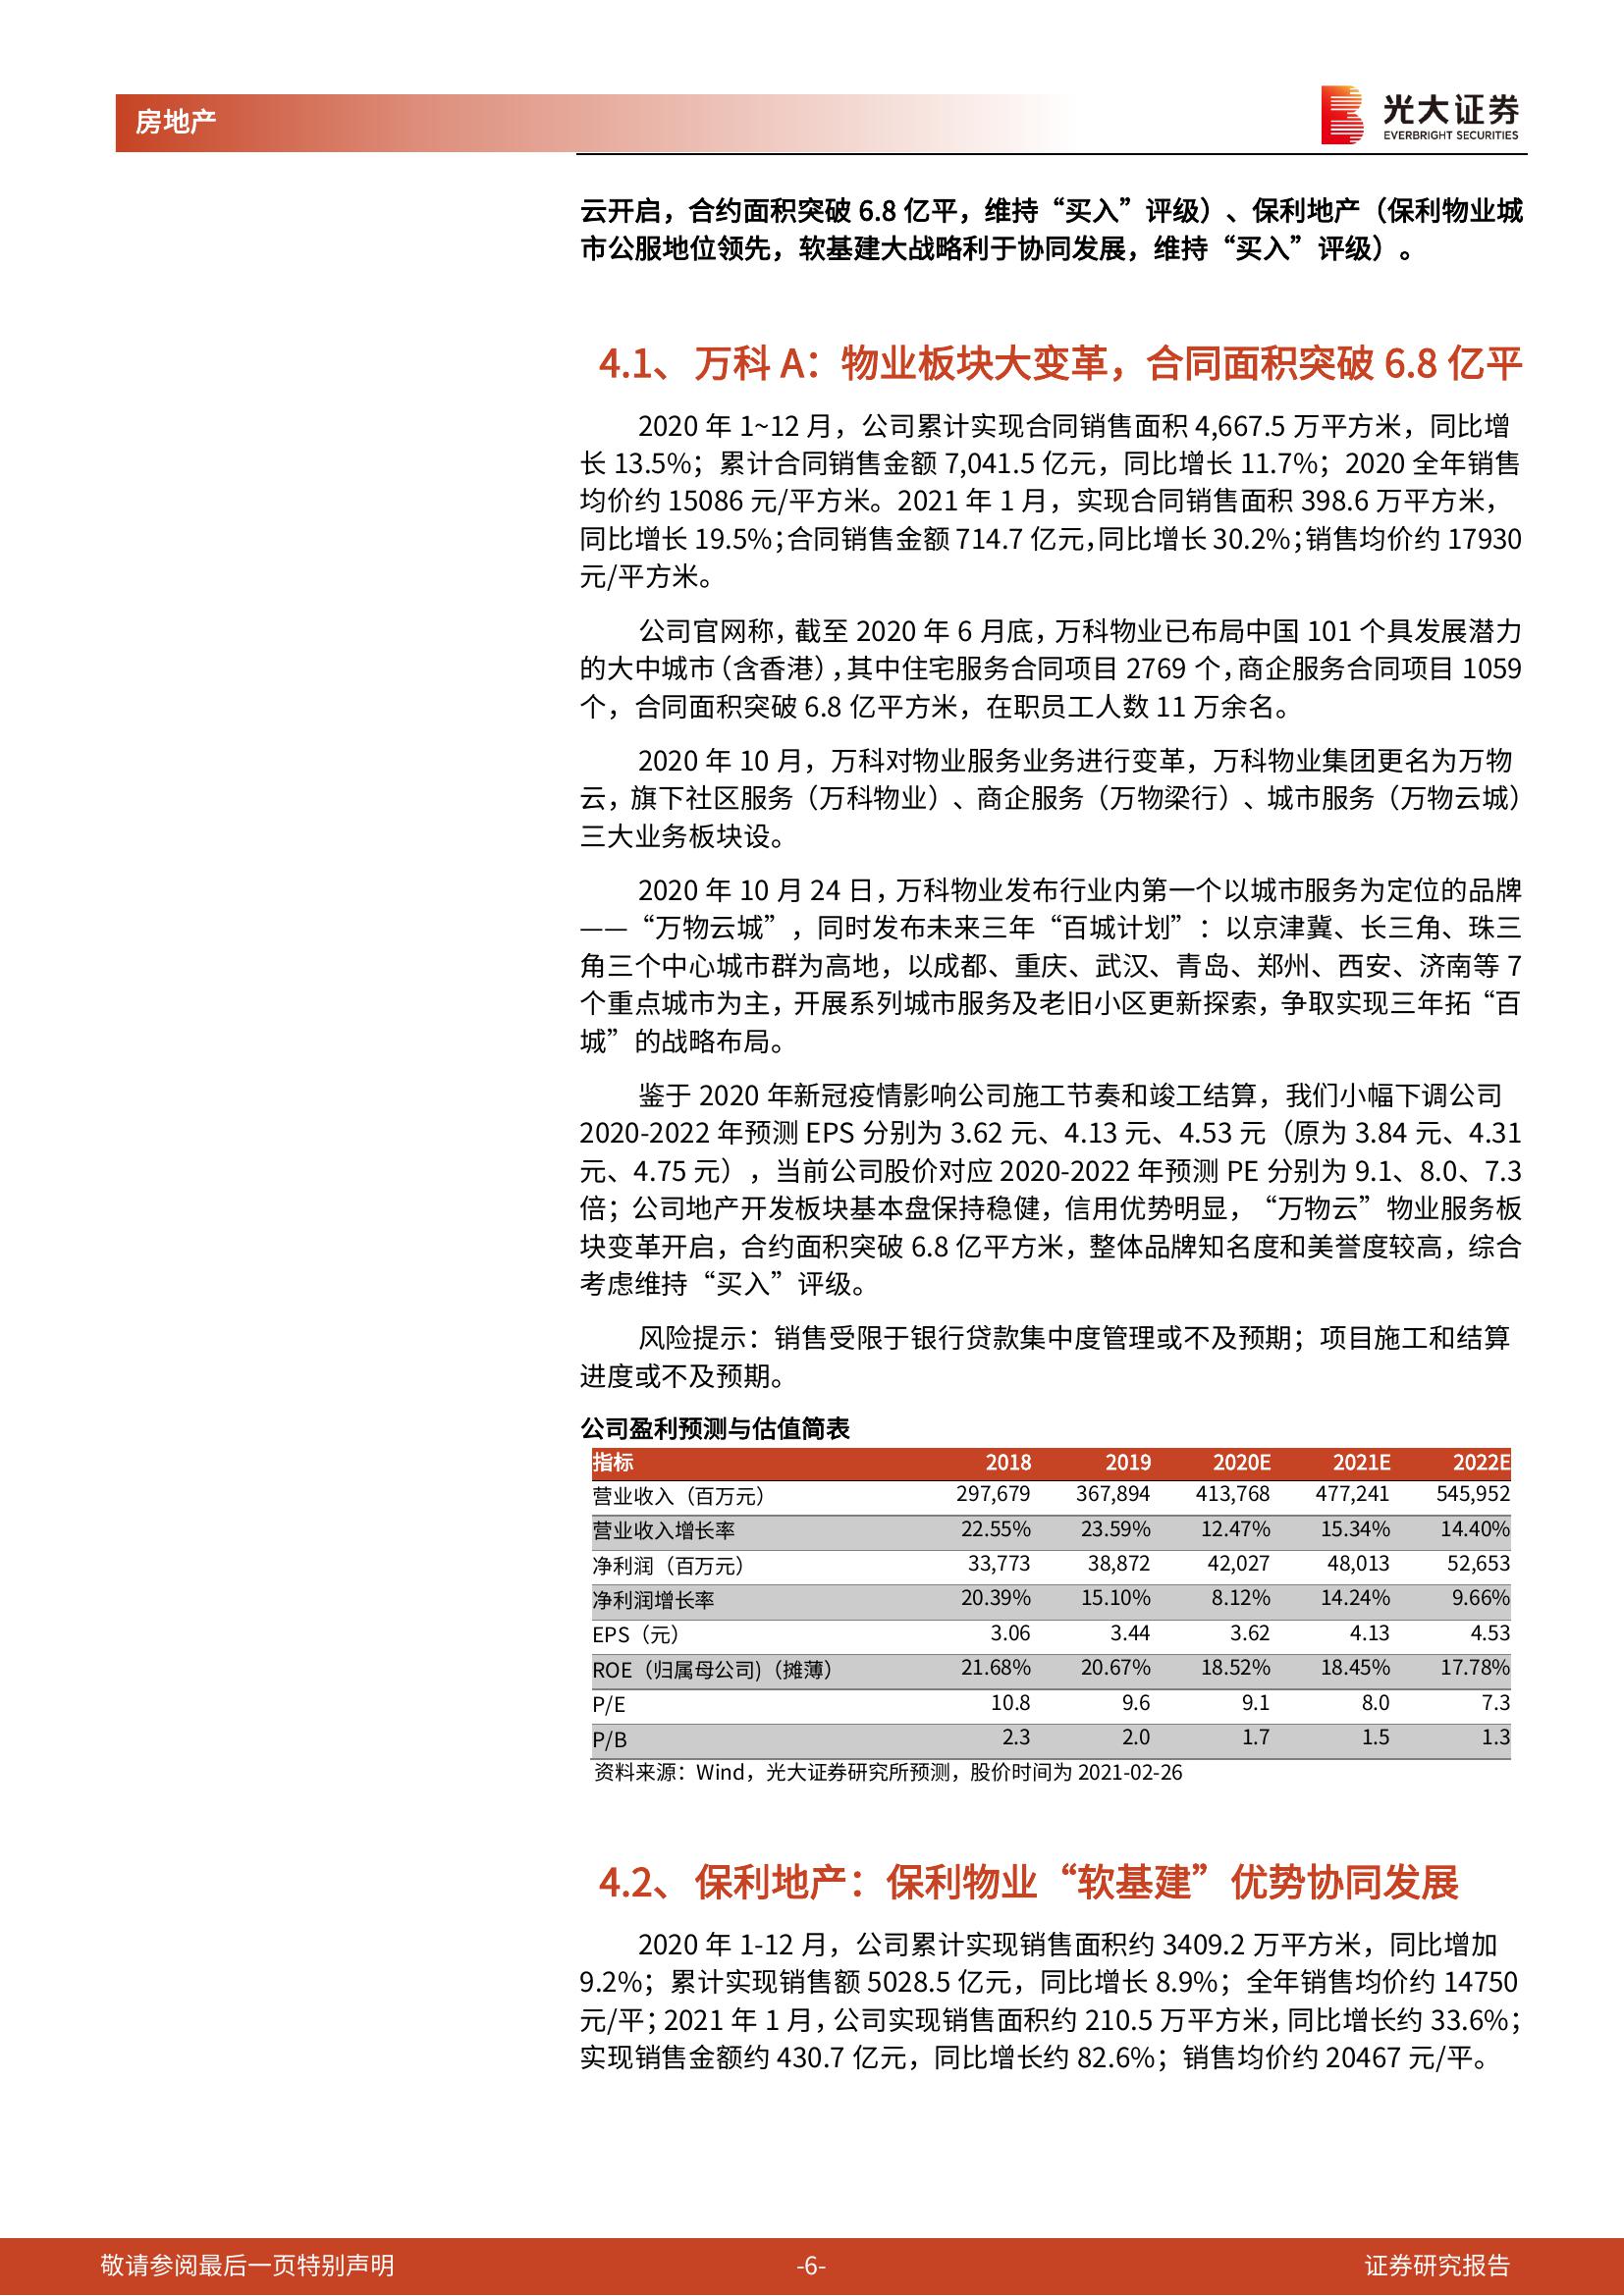 房地产
光大证券
EVERBRIGHT SECURITIES
云开启，合约面积突破 6.8 亿平，维持“买入”评级）、保利地产（保利物业城
市公服地位领先，软基建大战略利于协同发展，维持“买入”评级）。
4.1、 万科 A：物业板块大变革，合同面积突破 6.8 亿平
2020 年 1~12 月，公司累计实现合同销售面积 4,667.5 万平方米，同比增
长 13.5%；累计合同销售金额 7,041.5 亿元，同比增长 11.7%；2020 全年销售
均价约 15086 元/平方米。2021 年 1 月，实现合同销售面积 398.6 万平方米，
同比增长 19.5%；合同销售金额 714.7 亿元，同比增长 30.2%；销售均价约 17930
元/平方米。
公司官网称，截至 2020 年 6 月底，万科物业已布局中国 101 个具发展潜力
的大中城市（含香港），其中住宅服务合同项目 2769 个，商企服务合同项目 1059
个，合同面积突破 6.8 亿平方米，在职员工人数 11 万余名。
2020 年 10 月，万科对物业服务业务进行变革，万科物业集团更名为万物
云，旗下社区服务（万科物业）、商企服务（万物梁行）、城市服务（万物云城）
三大业务板块设。
2020 年 10 月 24 日，万科物业发布行业内第一个以城市服务为定位的品牌
——“万物云城”，同时发布未来三年“百城计划”：以京津冀、长三角、珠三
角三个中心城市群为高地，以成都、重庆、武汉、青岛、郑州、西安、济南等 7
个重点城市为主，开展系列城市服务及老旧小区更新探索，争取实现三年拓“百
城”的战略布局。
鉴于 2020 年新冠疫情影响公司施工节奏和竣工结算，我们小幅下调公司
2020-2022 年预测 EPS 分别为 3.62 元、4.13 元、4.53 元（原为 3.84 元、4.31
元、4.75 元），当前公司股价对应 2020-2022 年预测 PE 分别为 9.1、8.0、7.3
倍；公司地产开发板块基本盘保持稳健，信用优势明显，“万物云”物业服务板
块变革开启，合约面积突破 6.8 亿平方米，整体品牌知名度和美誉度较高，综合
考虑维持“买入”评级。
风险提示：销售受限于银行贷款集中度管理或不及预期；项目施工和结算
进度或不及预期。
公司盈利预测与估值简表
指标 2018 2019 2020E 2021E 2022E
营业收入（百万元） 297,679 367,894 413,768 477,241 545,952
营业收入增长率 22.55% 23.59% 12.47% 15.34% 14.40%
净利润（百万元） 33,773 38,872 42,027 48,013 52,653
净利润增长率 20.39% 15.10% 8.12% 14.24% 9.66%
EPS（元） 3.06 3.44 3.62 4.13 4.53
ROE（归属母公司)（摊薄） 21.68% 20.67% 18.52% 18.45% 17.78%
P/E 10.8 9.6 9.1 8.0 7.3
P/B 2.3 2.0 1.7 1.5 1.3
资料来源：Wind，光大证券研究所预测，股价时间为 2021-02-26
4.2、 保利地产：保利物业“软基建”优势协同发展
2020 年 1-12 月，公司累计实现销售面积约 3409.2 万平方米，同比增加
9.2%；累计实现销售额 5028.5 亿元，同比增长 8.9%；全年销售均价约 14750
元/平；2021 年 1 月，公司实现销售面积约 210.5 万平方米，同比增长约 33.6%；
实现销售金额约 430.7 亿元，同比增长约 82.6%；销售均价约 20467 元/平。
敬请参阅最后一页特别声明 -6- 证券研究报告